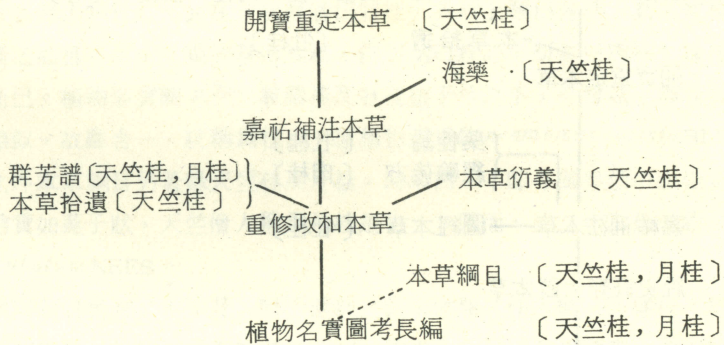 開寶重定本草 〔天竺桂〕
海藥 ·〔天竺桂〕
嘉祐補注本草
群芳譜〔天竺桂,月桂〕
本草拾遺〔天竺桂〕
本草衍義 〔天竺桂〕
重修政和本草
本草綱目 〔天竺桂,月桂〕
植物名實圖考長編 〔天竺桂,月桂〕